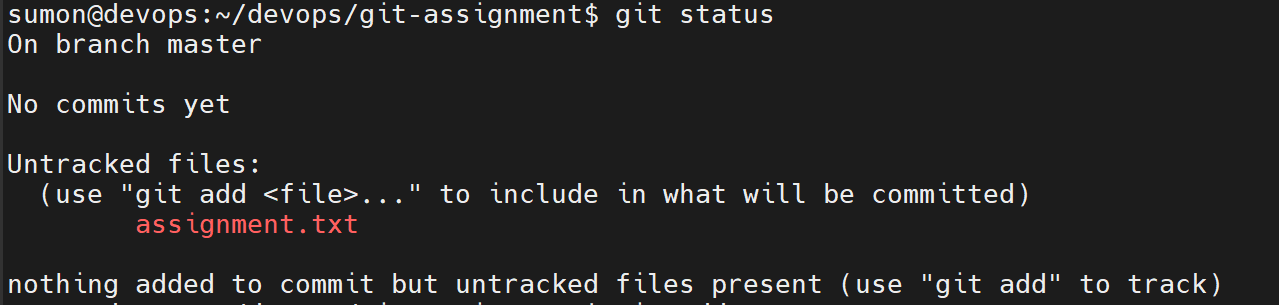 sumon@devops:~/devops/git-assignment$ git status
On branch master
No commits yet
Untracked files:
(use "git add <file>..." to include in what will be committed)
assignment.txt
nothing added to commit but untracked files present (use "git add" to track)